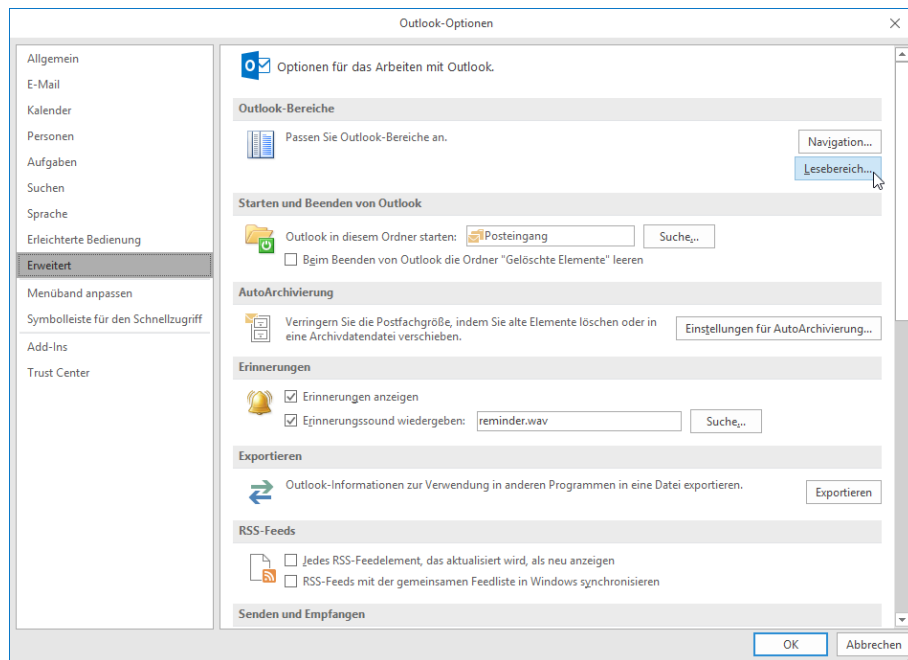 Outlook-Optionen
Allgemein
E-Mail
Kalender
Personen
Aufgaben
Suchen
Sprache
Erleichterte Bedienung
Erweitert
Menüband anpassen
Symbolleiste für den Schnellzugriff
Add-Ins
Trust Center
Optionen für das Arbeiten mit Outlook.
Outlook-Bereiche
Passen Sie Outlook-Bereiche an.
Navigation...
Lesebereich...
Starten und Beenden von Outlook
Outlook in diesem Ordner starten: Posteingang Suche...
Beim Beenden von Outlook die Ordner "Gelöschte Elemente" leeren
AutoArchivierung
Verringern Sie die Postfachgröße, indem Sie alte Elemente löschen oder in
eine Archivdatendatei verschieben.
Einstellungen für AutoArchivierung...
Erinnerungen
Erinnerungen anzeigen
Erinnerungssound wiedergeben: reminder.wav Suche...
Exportieren
Outlook-Informationen zur Verwendung in anderen Programmen in eine Datei exportieren.
Exportieren
RSS-Feeds
Jedes RSS-Feedelement, das aktualisiert wird, als neu anzeigen
RSS-Feeds mit der gemeinsamen Feedliste in Windows synchronisieren
Senden und Empfangen
OK Abbrechen